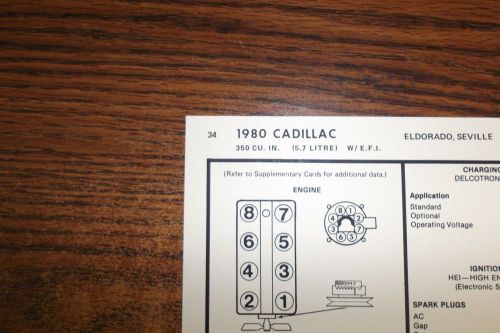 34 1980 CADILLAC ELDORADO, SEVILLE
350 CU. IN. (5.7 LITRE) W/ E.F.I.
(Refer to Supplementary Cards for additional data.)
ENGINE
8 7
6 5
4 3
2 1
CHARGING
DELCOTRON
Application
Standard
Optional
Operating Voltage
IGNITION
HEI—HIGH EN
(Electronic S
SPARK PLUGS
AC
Gap